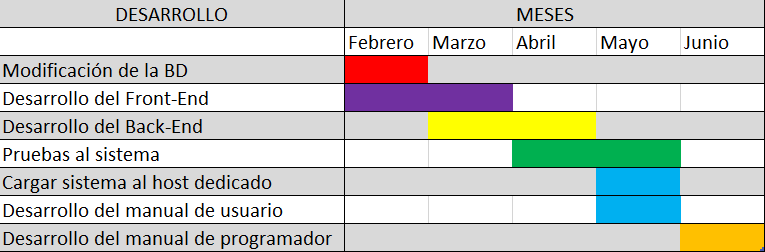 DESARROLLO MESES
Febrero Marzo Abril Mayo Junio
Modificación de la BD
Desarrollo del Front-End
Desarrollo del Back-End
Pruebas al sistema
Cargar sistema al host dedicado
Desarrollo del manual de usuario
Desarrollo del manual de programador